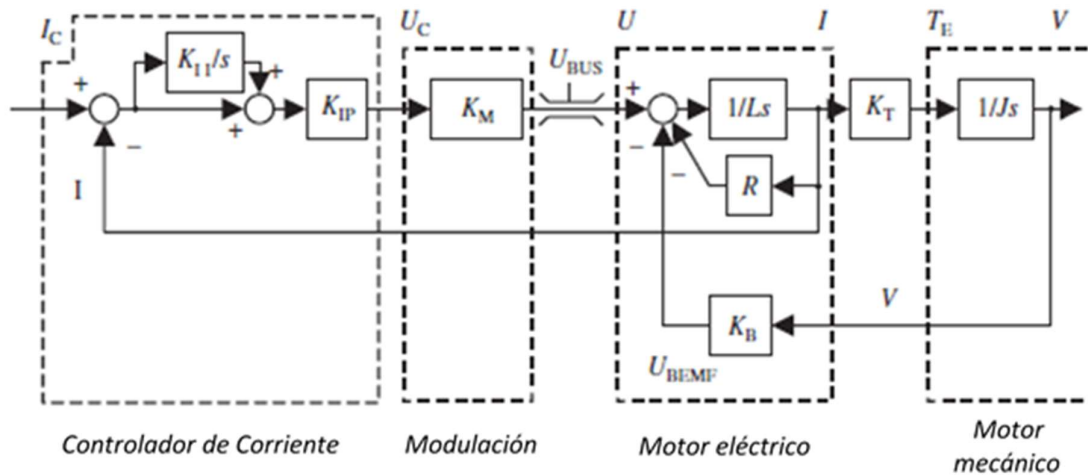 I_C
U_C
U
I
T_E
V
K_II/s
U_BUS
+
+
+
+
K_IP
K_M
1/Ls
K_T
1/Js
−
−
−
I
R
V
K_B
U_BEMF
Controlador de Corriente
Modulación
Motor eléctrico
Motor
mecánico